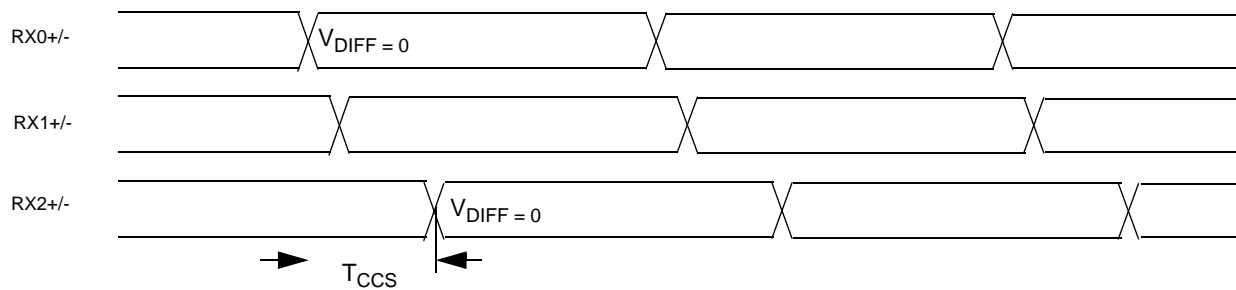 RX0+/-
VDIFF = 0
RX1+/-
RX2+/-
VDIFF = 0
TCCS